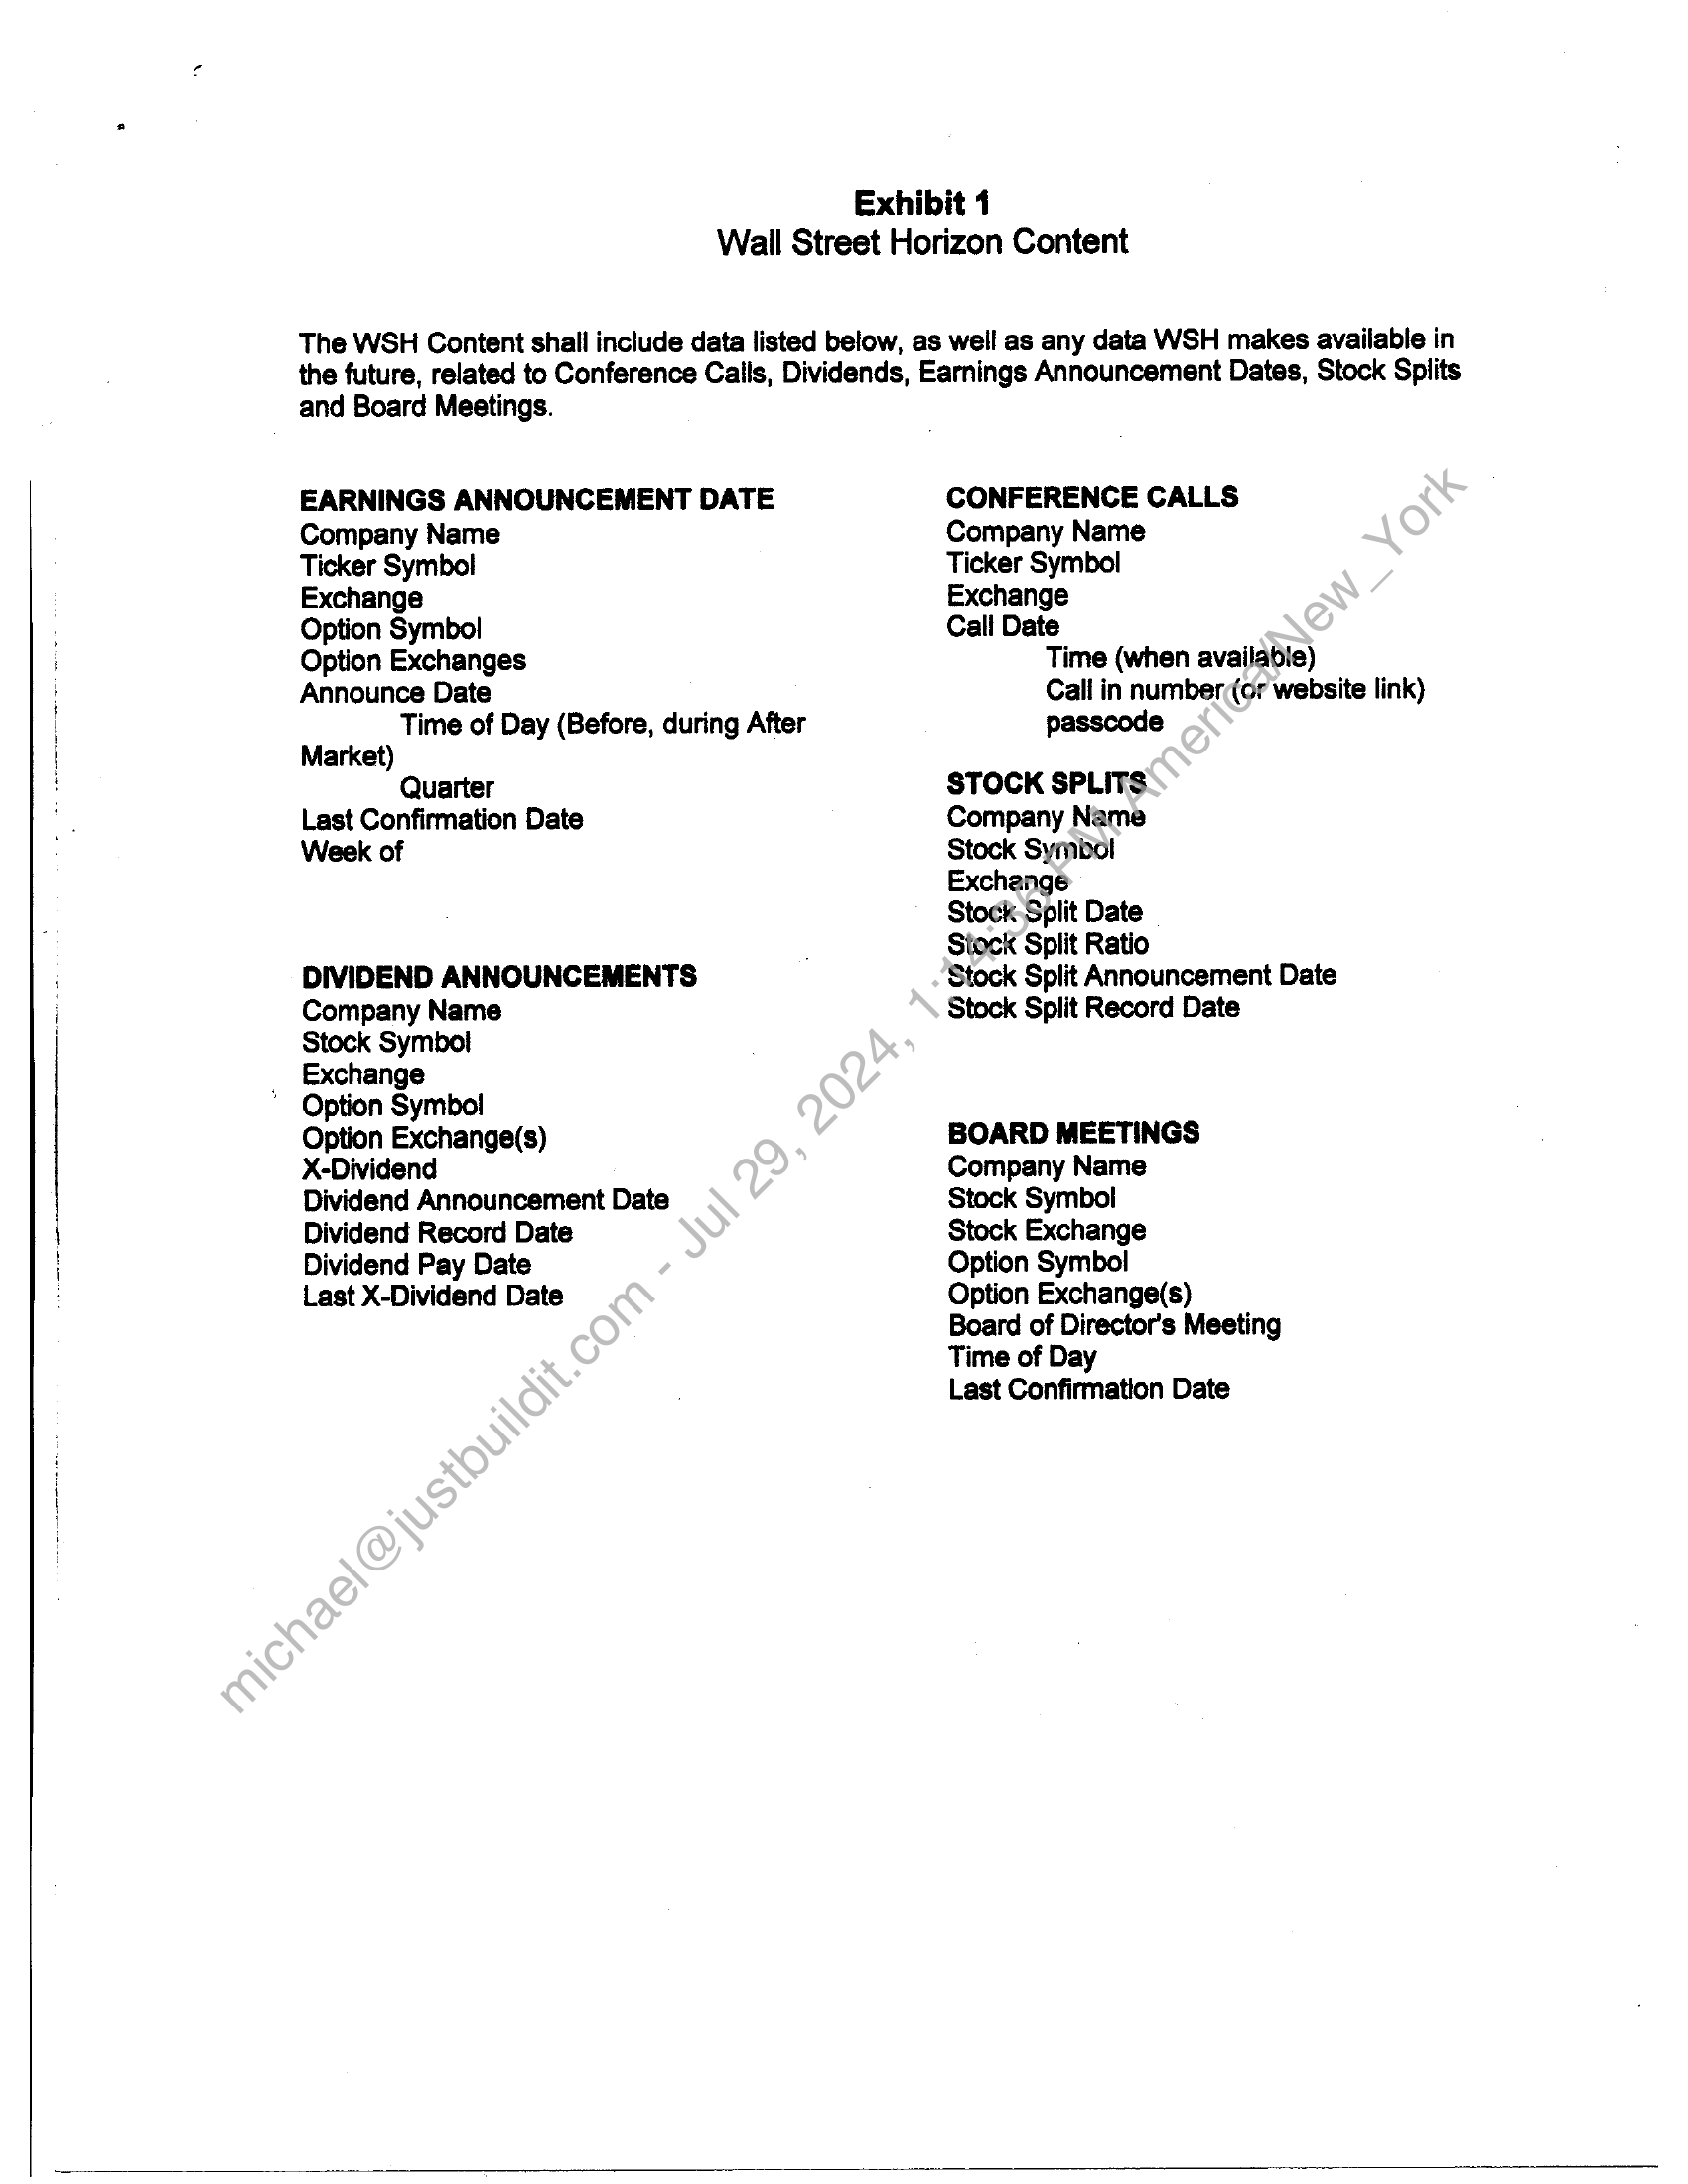 Exhibit 1
Wall Street Horizon Content
The WSH Content shall include data listed below, as well as any data WSH makes available in
the future, related to Conference Calls, Dividends, Earnings Announcement Dates, Stock Splits
and Board Meetings.
EARNINGS ANNOUNCEMENT DATE
Company Name
Ticker Symbol
Exchange
Option Symbol
Option Exchanges
Announce Date
Time of Day (Before, during After
Market)
Quarter
Last Confirmation Date
Week of
DIVIDEND ANNOUNCEMENTS
Company Name
Stock Symbol
Exchange
Option Symbol
Option Exchange(s)
X-Dividend
Dividend Announcement Date
Dividend Record Date
Dividend Pay Date
Last X-Dividend Date
CONFERENCE CALLS
Company Name
Ticker Symbol
Exchange
Call Date
Time (when available)
Call in number (or website link)
passcode
STOCK SPLITS
Company Name
Stock Symbol
Exchange
Stock Split Date
Stock Split Ratio
Stock Split Announcement Date
Stock Split Record Date
BOARD MEETINGS
Company Name
Stock Symbol
Stock Exchange
Option Symbol
Option Exchange(s)
Board of Director's Meeting
Time of Day
Last Confirmation Date
michael@justbuildit.com - Jul 29, 2024, 1:14:36 PM America/New_York